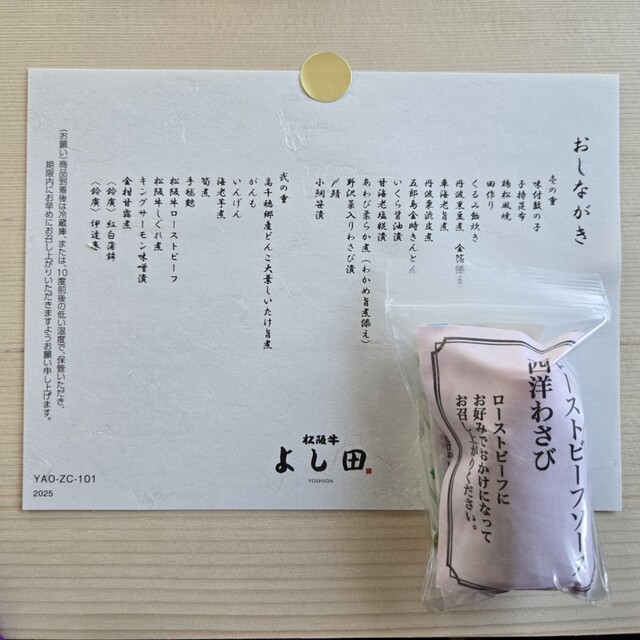 おしながき
壱の重
味付数の子
子持昆布
鶏松風焼
田作り
くるみ飴炊き
丹波黒豆煮 金箔
車海老旨煮
丹波栗渋皮煮
五郎島金時きんとん
いくら醤油漬
甘海老塩糀漬
あわび柔らか煮(わかめ旨煮添え)
野沢菜入りわさび漬
〆鯖
小鯛笹漬
弐の重
高千穂郷産どんこ大葉しいたけ旨煮
がんも
いんげん
海老芋煮
筍煮
手毬麩
松阪牛ローストビーフ
松阪牛しぐれ煮
キングサーモン味噌漬
金柑甘露煮
(鈴廣)紅白蒲鉾
(鈴廣)伊達巻
(お願い)商品到着後は冷蔵庫、または、10度前後の低い温度で、保管いただき、
期限内にお早めにお召し上がりいただきますようお願い申し上げます。
松阪牛
よし田
YOSHIDA
YAO-ZC-101
2025
ローストビーフソース
西洋わさび
ローストビーフに
お好みでおかけになって
お召し上がりください。